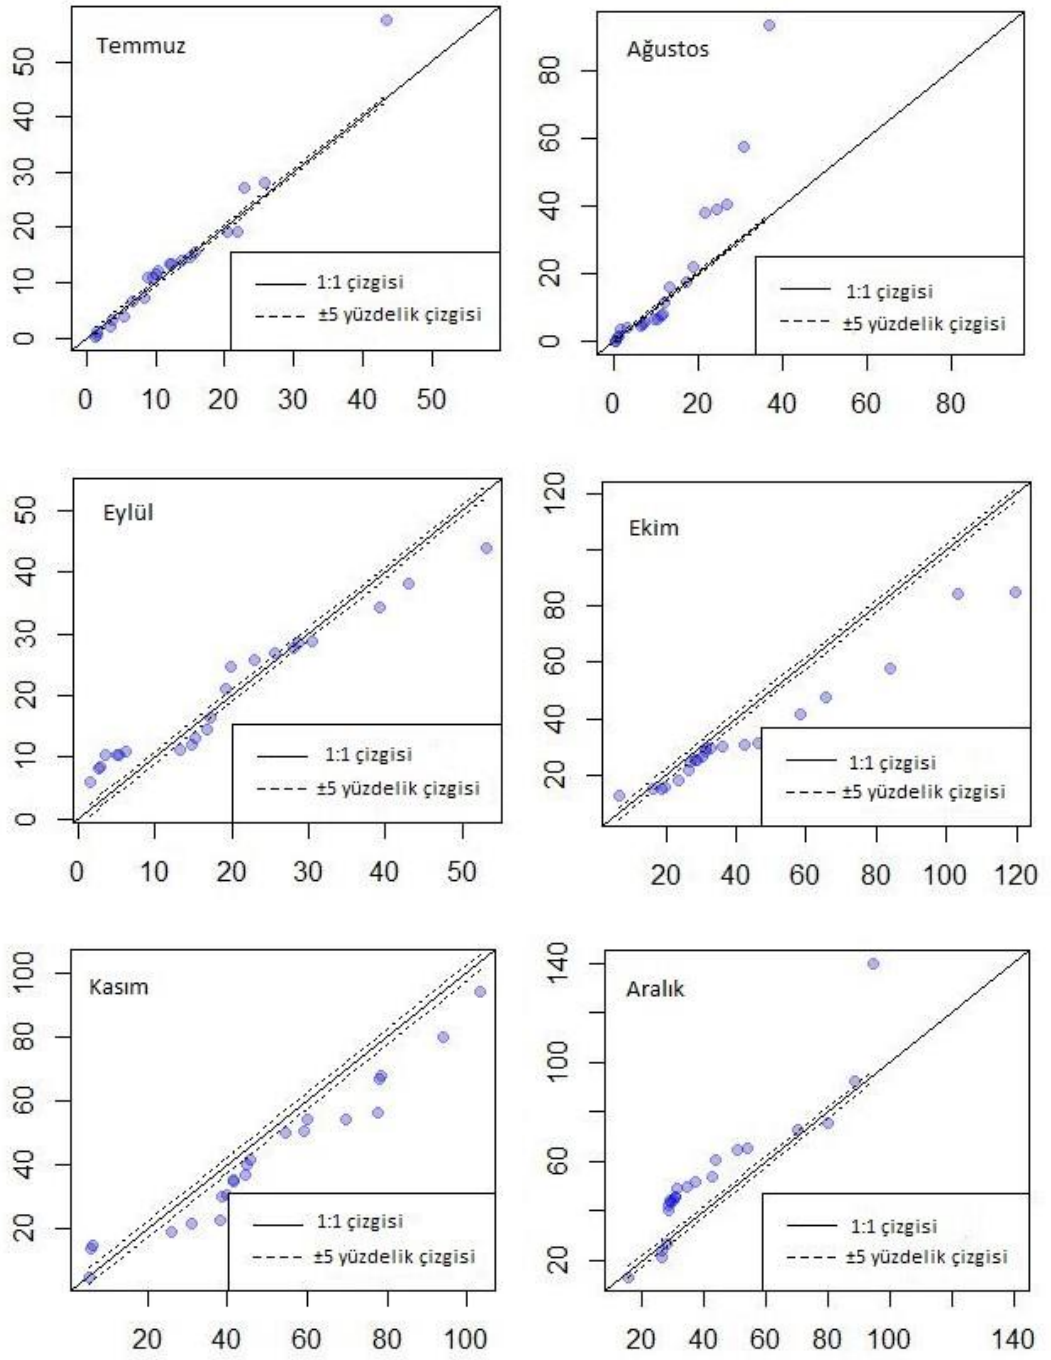 Temmuz
50
40
30
20
10
0
1:1 çizgisi
±5 yüzdelik çizgisi
0 10 20 30 40 50
Ağustos
80
60
40
20
0
1:1 çizgisi
±5 yüzdelik çizgisi
0 20 40 60 80
Eylül
50
40
30
20
10
0
1:1 çizgisi
±5 yüzdelik çizgisi
0 10 20 30 40 50
Ekim
120
80
60
40
20
1:1 çizgisi
±5 yüzdelik çizgisi
20 40 60 80 100 120
Kasım
100
80
60
40
20
1:1 çizgisi
±5 yüzdelik çizgisi
20 40 60 80 100
Aralık
140
100
60
20
1:1 çizgisi
±5 yüzdelik çizgisi
20 40 60 80 100 140